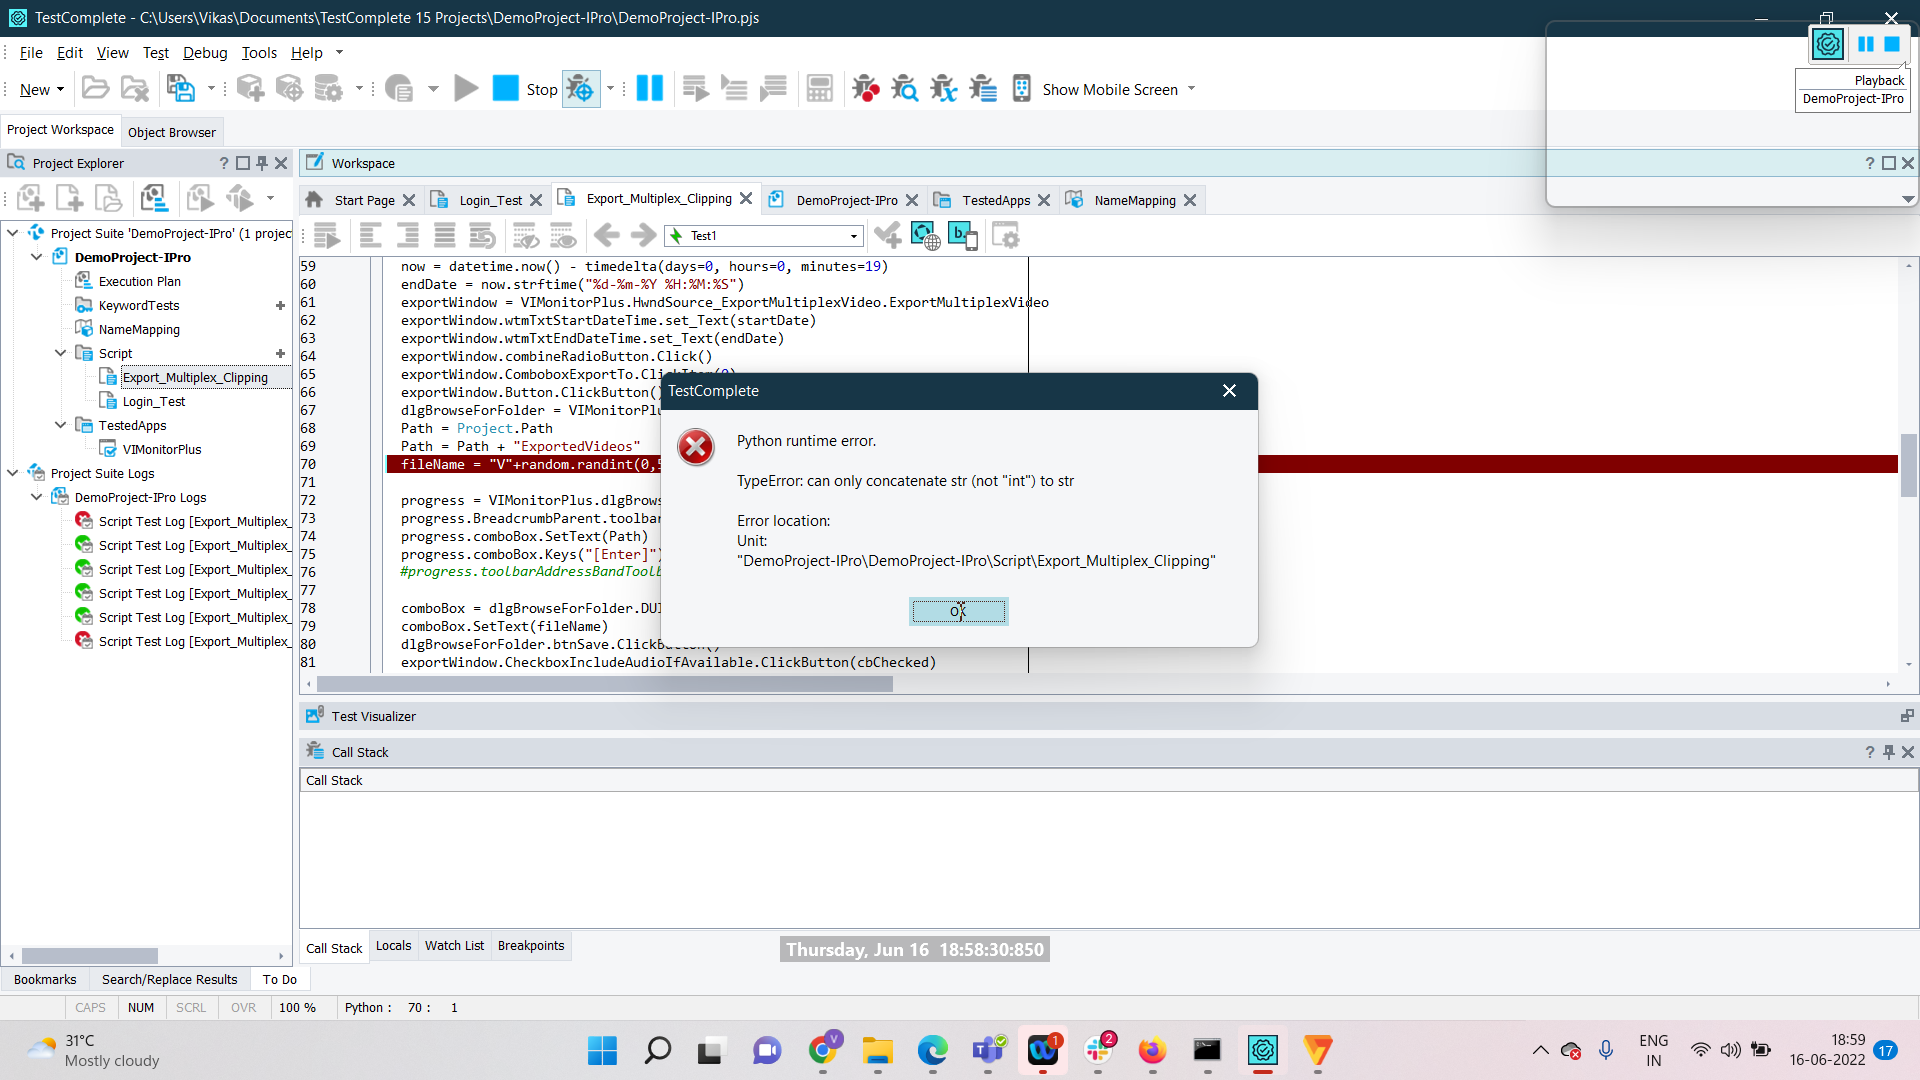 TestComplete - C:\Users\Vikas\Documents\TestComplete 15 Projects\DemoProject-IPro\DemoProject-IPro.pjs
File Edit View Test Debug Tools Help
New Stop Show Mobile Screen
Playback
DemoProject-IPro
Project Workspace Object Browser
Project Explorer
Workspace
Start Page Login_Test Export_Multiplex_Clipping DemoProject-IPro TestedApps NameMapping
Test1
Project Suite 'DemoProject-IPro' (1 projec
DemoProject-IPro
Execution Plan
KeywordTests
NameMapping
Script
Export_Multiplex_Clipping
Login_Test
TestedApps
VIMonitorPlus
Project Suite Logs
DemoProject-IPro Logs
Script Test Log [Export_Multiplex_
Script Test Log [Export_Multiplex_
Script Test Log [Export_Multiplex_
Script Test Log [Export_Multiplex_
Script Test Log [Export_Multiplex_
Script Test Log [Export_Multiplex_
59 now = datetime.now() - timedelta(days=0, hours=0, minutes=19)
60 endDate = now.strftime("%d-%m-%Y %H:%M:%S")
61 exportWindow = VIMonitorPlus.HwndSource_ExportMultiplexVideo.ExportMultiplexVideo
62 exportWindow.wtmTxtStartDateTime.set_Text(startDate)
63 exportWindow.wtmTxtEndDateTime.set_Text(endDate)
64 exportWindow.combineRadioButton.Click()
65 exportWindow.ComboboxExportTo.ClickItem(0)
66 exportWindow.Button.ClickButton()
67 dlgBrowseForFolder = VIMonitorPlu
68 Path = Project.Path
69 Path = Path + "ExportedVideos"
70 fileName = "V"+random.randint(0,5
71
72 progress = VIMonitorPlus.dlgBrows
73 progress.BreadcrumbParent.toolbar
74 progress.comboBox.SetText(Path)
75 progress.comboBox.Keys("[Enter]")
76 #progress.toolbarAddressBandToolb
77
78 comboBox = dlgBrowseForFolder.DUI
79 comboBox.SetText(fileName)
80 dlgBrowseForFolder.btnSave.ClickButton()
81 exportWindow.CheckboxIncludeAudioIfAvailable.ClickButton(cbChecked)
TestComplete
Python runtime error.
TypeError: can only concatenate str (not "int") to str
Error location:
Unit:
"DemoProject-IPro\DemoProject-IPro\Script\Export_Multiplex_Clipping"
OK
Test Visualizer
Call Stack
Call Stack
Call Stack Locals Watch List Breakpoints
Thursday, Jun 16 18:58:30:850
Bookmarks Search/Replace Results To Do
CAPS NUM SCRL OVR 100 % Python : 70 : 1
31°C
Mostly cloudy
V
1
2
ENG
IN
18:59
16-06-2022
17